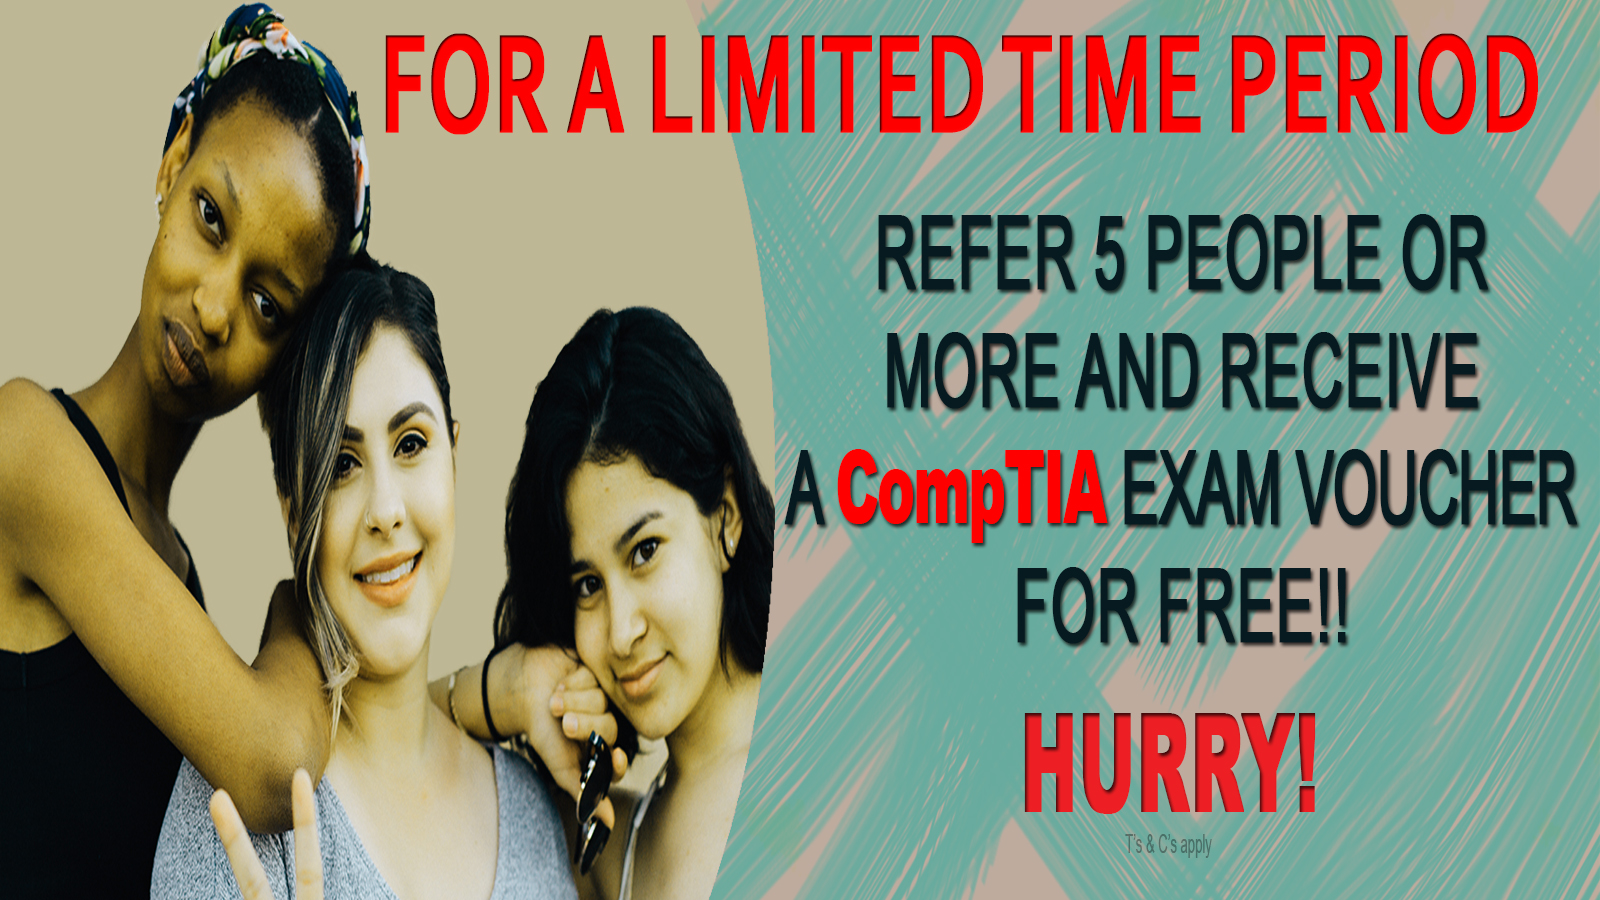 FOR A LIMITED TIME PERIOD
REFER 5 PEOPLE OR
MORE AND RECEIVE
A CompTIA EXAM VOUCHER
FOR FREE!!
HURRY!
T's & C's apply